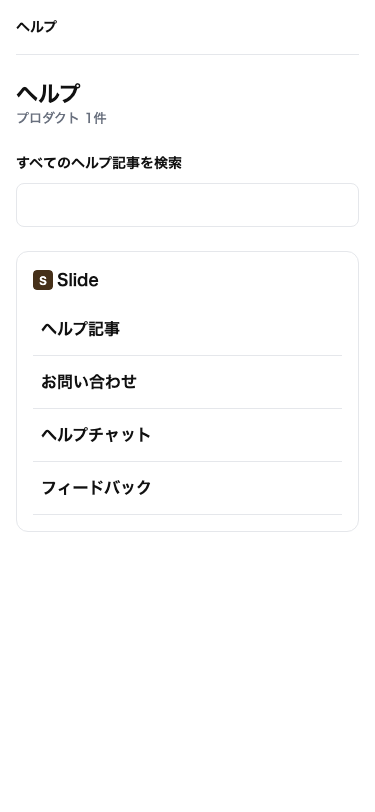 ヘルプ
ヘルプ
プロダクト 1件
すべてのヘルプ記事を検索
S Slide
ヘルプ記事
お問い合わせ
ヘルプチャット
フィードバック